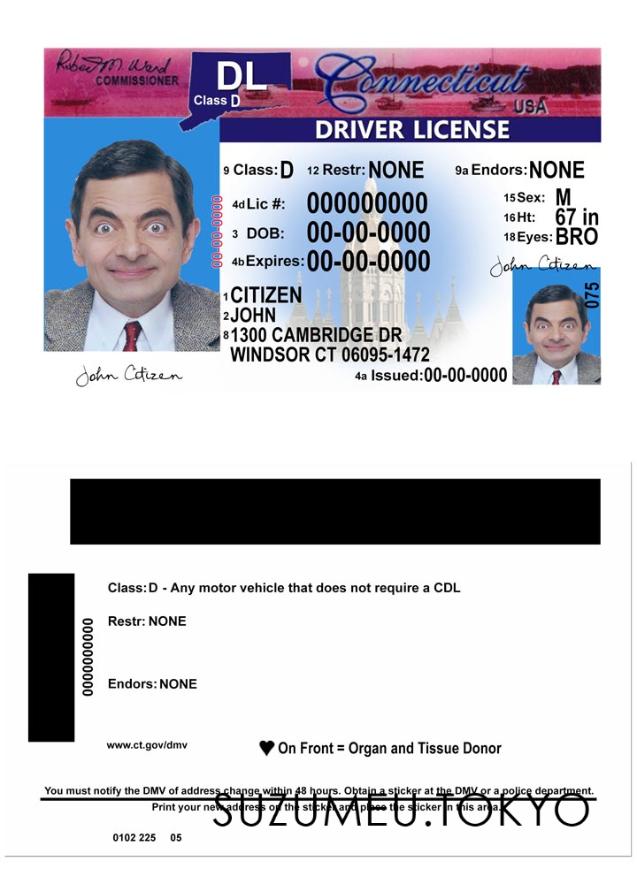 Robert M. Ward
COMMISSIONER
DL
Class D
Connecticut
USA
DRIVER LICENSE
9 Class: D 12 Restr: NONE 9a Endors: NONE
4d Lic #: 000000000
15 Sex: M
00-00-0000
3 DOB: 00-00-0000
16 Ht: 67 in
4b Expires: 00-00-0000
18 Eyes: BRO
John Citizen
075
1 CITIZEN
2 JOHN
8 1300 CAMBRIDGE DR
WINDSOR CT 06095-1472
4a Issued: 00-00-0000
John Citizen
Class: D - Any motor vehicle that does not require a CDL
Restr: NONE
0000000000
Endors: NONE
www.ct.gov/dmv
♥ On Front = Organ and Tissue Donor
You must notify the DMV of address change within 48 hours. Obtain a sticker at the DMV or a police department.
Print your new address on the sticker and place the sticker in this area.
SUZUMEU.TOKYO
0102 225 05